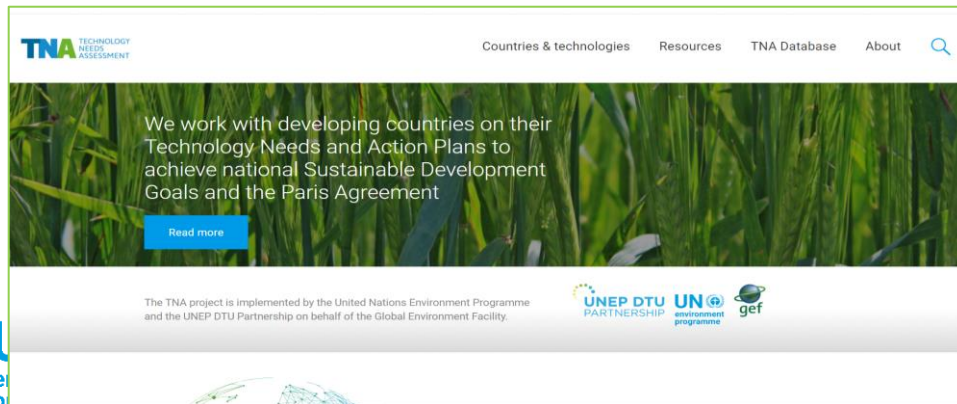 TNA TECHNOLOGY
NEEDS
ASSESSMENT
Countries & technologies Resources TNA Database About
We work with developing countries on their
Technology Needs and Action Plans to
achieve national Sustainable Development
Goals and the Paris Agreement
Read more
The TNA project is implemented by the United Nations Environment Programme
and the UNEP DTU Partnership on behalf of the Global Environment Facility.
UNEP DTU
PARTNERSHIP
UN
environment
programme
gef